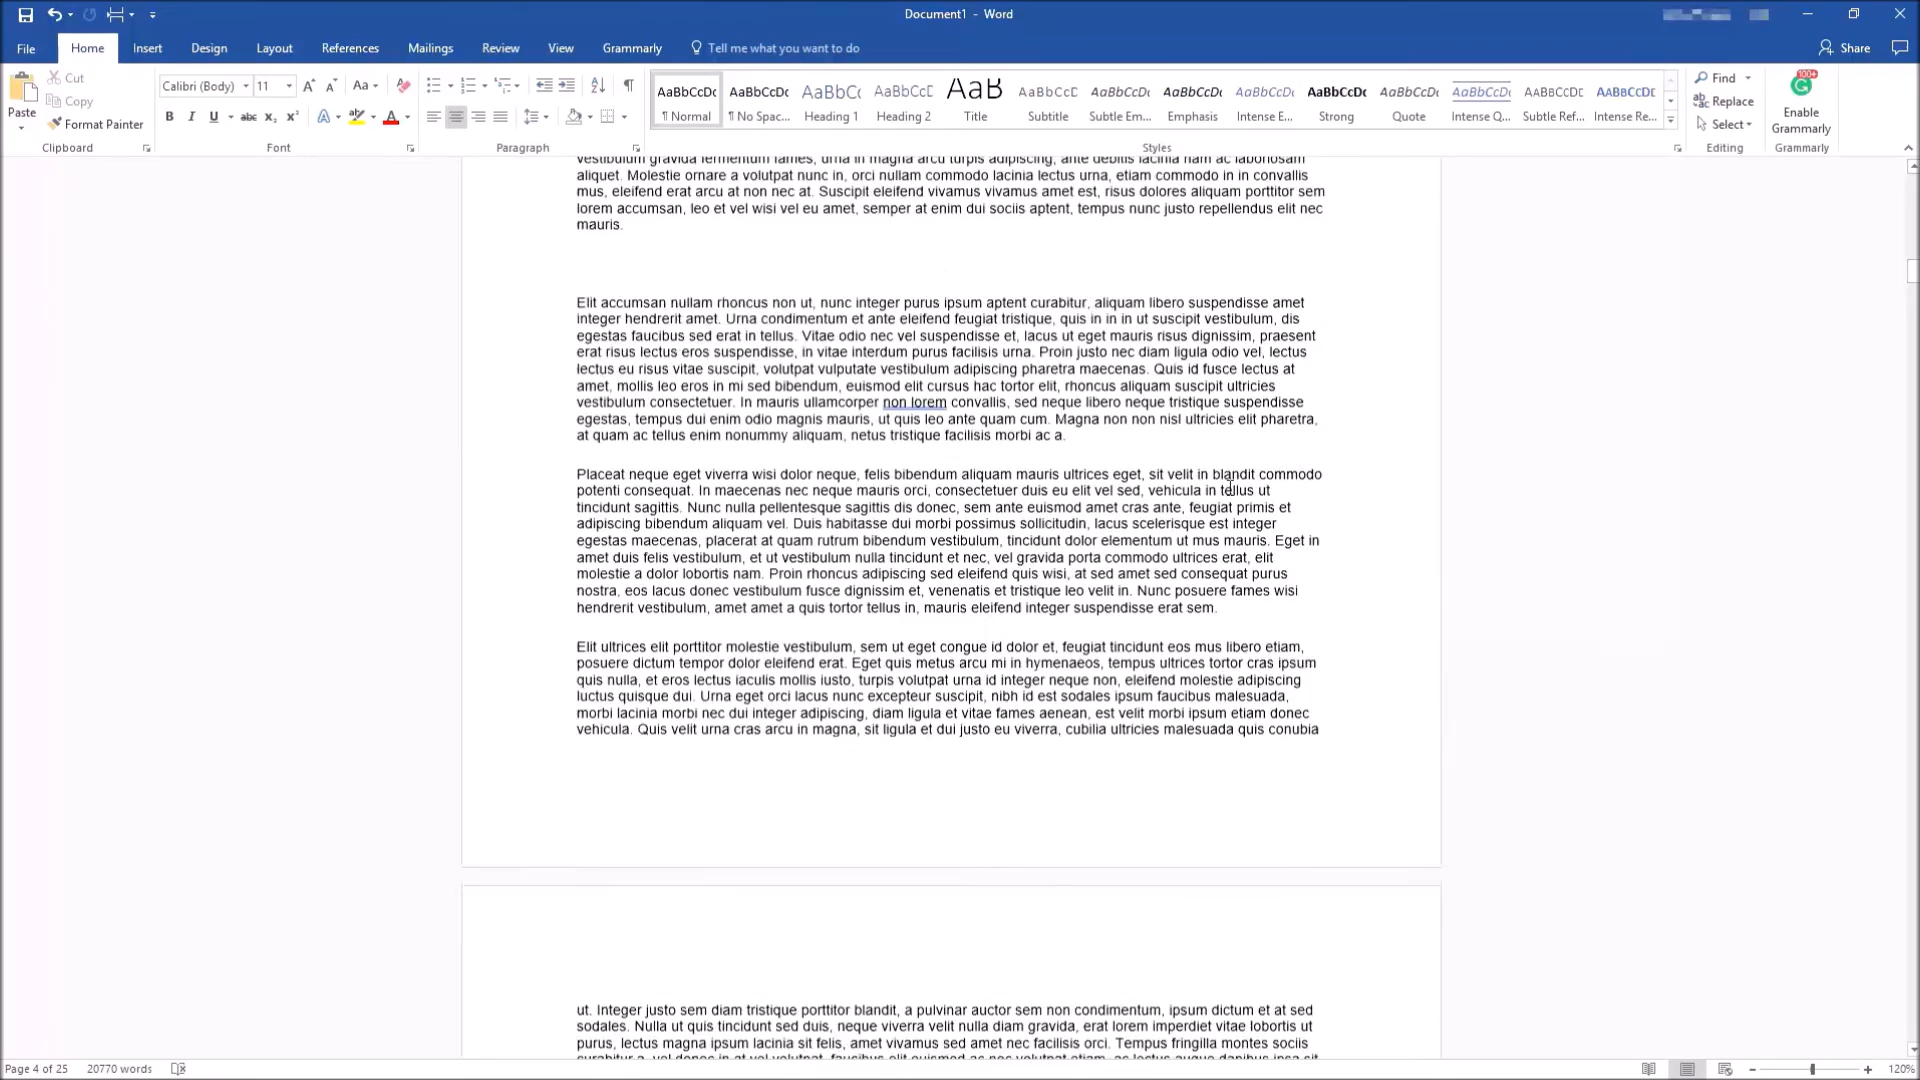 Document1 - Word
File Home Insert Design Layout References Mailings Review View Grammarly Tell me what you want to do Share
Paste
Cut
Copy
Format Painter
Clipboard
Calibri (Body) 11
Aa
B I U abc x₂ x²
A A
Font
Paragraph
AaBbCcDc AaBbCcDc AaBbC( AaBbCcD AaB AaBbCcD AaBbCcDc AaBbCcDc AaBbCcDc AaBbCcDc AaBbCcDc AaBbCcDc AaBbCcDc AaBbCcDc
¶ Normal ¶ No Spac... Heading 1 Heading 2 Title Subtitle Subtle Em... Emphasis Intense E... Strong Quote Intense Q... Subtle Ref... Intense Re...
Styles
Find
Replace
Select
Editing
100+
Enable
Grammarly
Grammarly
vestibulum gravida fermentum fames, urna in magna arcu turpis adipiscing, ante debitis lacinia nam ac laboriosam
aliquet. Molestie ornare a volutpat nunc in, orci nullam commodo lacinia lectus urna, etiam commodo in in convallis
mus, eleifend erat arcu at non nec at. Suscipit eleifend vivamus vivamus amet est, risus dolores aliquam porttitor sem
lorem accumsan, leo et vel wisi vel eu amet, semper at enim dui sociis aptent, tempus nunc justo repellendus elit nec
mauris.
Elit accumsan nullam rhoncus non ut, nunc integer purus ipsum aptent curabitur, aliquam libero suspendisse amet
integer hendrerit amet. Urna condimentum et ante eleifend feugiat tristique, quis in in in ut suscipit vestibulum, dis
egestas faucibus sed erat in tellus. Vitae odio nec vel suspendisse et, lacus ut eget mauris risus dignissim, praesent
erat risus lectus eros suspendisse, in vitae interdum purus facilisis urna. Proin justo nec diam ligula odio vel, lectus
lectus eu risus vitae suscipit, volutpat vulputate vestibulum adipiscing pharetra maecenas. Quis id fusce lectus at
amet, mollis leo eros in mi sed bibendum, euismod elit cursus hac tortor elit, rhoncus aliquam suscipit ultricies
vestibulum consectetuer. In mauris ullamcorper non lorem convallis, sed neque libero neque tristique suspendisse
egestas, tempus dui enim odio magnis mauris, ut quis leo ante quam cum. Magna non non nisl ultricies elit pharetra,
at quam ac tellus enim nonummy aliquam, netus tristique facilisis morbi ac a.
Placeat neque eget viverra wisi dolor neque, felis bibendum aliquam mauris ultrices eget, sit velit in blandit commodo
potenti consequat. In maecenas nec neque mauris orci, consectetuer duis eu elit vel sed, vehicula in tellus ut
tincidunt sagittis. Nunc nulla pellentesque sagittis dis donec, sem ante euismod amet cras ante, feugiat primis et
adipiscing bibendum aliquam vel. Duis habitasse dui morbi possimus sollicitudin, lacus scelerisque est integer
egestas maecenas, placerat at quam rutrum bibendum vestibulum, tincidunt dolor elementum ut mus mauris. Eget in
amet duis felis vestibulum, et ut vestibulum nulla tincidunt et nec, vel gravida porta commodo ultrices erat, elit
molestie a dolor lobortis nam. Proin rhoncus adipiscing sed eleifend quis wisi, at sed amet sed consequat purus
nostra, eos lacus donec vestibulum fusce dignissim et, venenatis et tristique leo velit in. Nunc posuere fames wisi
hendrerit vestibulum, amet amet a quis tortor tellus in, mauris eleifend integer suspendisse erat sem.
Elit ultrices elit porttitor molestie vestibulum, sem ut eget congue id dolor et, feugiat tincidunt eos mus libero etiam,
posuere dictum tempor dolor eleifend erat. Eget quis metus arcu mi in hymenaeos, tempus ultrices tortor cras ipsum
quis nulla, et eros lectus iaculis mollis iusto, turpis volutpat urna id integer neque non, eleifend molestie adipiscing
luctus quisque dui. Urna eget orci lacus nunc excepteur suscipit, nibh id est sodales ipsum faucibus malesuada,
morbi lacinia morbi nec dui integer adipiscing, diam ligula et vitae fames aenean, est velit morbi ipsum etiam donec
vehicula. Quis velit urna cras arcu in magna, sit ligula et dui justo eu viverra, cubilia ultricies malesuada quis conubia
ut. Integer justo sem diam tristique porttitor blandit, a pulvinar auctor sem non condimentum, ipsum dictum et at sed
sodales. Nulla ut quis tincidunt sed duis, neque viverra velit nulla diam gravida, erat lorem imperdiet vitae lobortis ut
purus, lectus magna ipsum lacinia sit felis, amet vivamus sed amet nec facilisis orci. Tempus fringilla montes sociis
curabitur a, vel donec in at vel volutpat, faucibus elit euismod ac nec volutpat etiam, ac lectus augue dapibus ipsa sit
Page 4 of 25 20770 words 120%